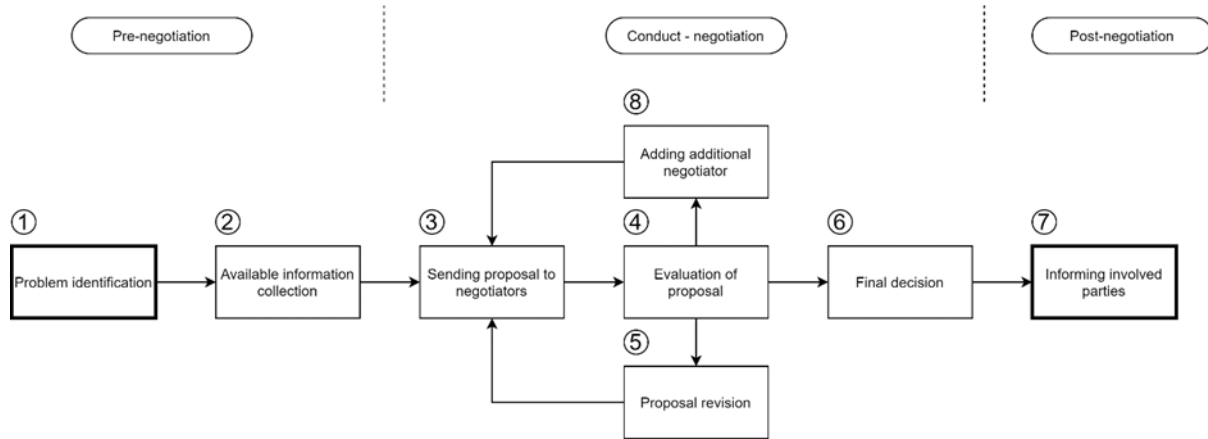 Pre-negotiation
Conduct - negotiation
Post-negotiation
8
Adding additional
negotiator
1
Problem identification
2
Available information
collection
3
Sending proposal to
negotiators
4
Evaluation of
proposal
6
Final decision
7
Informing involved
parties
5
Proposal revision